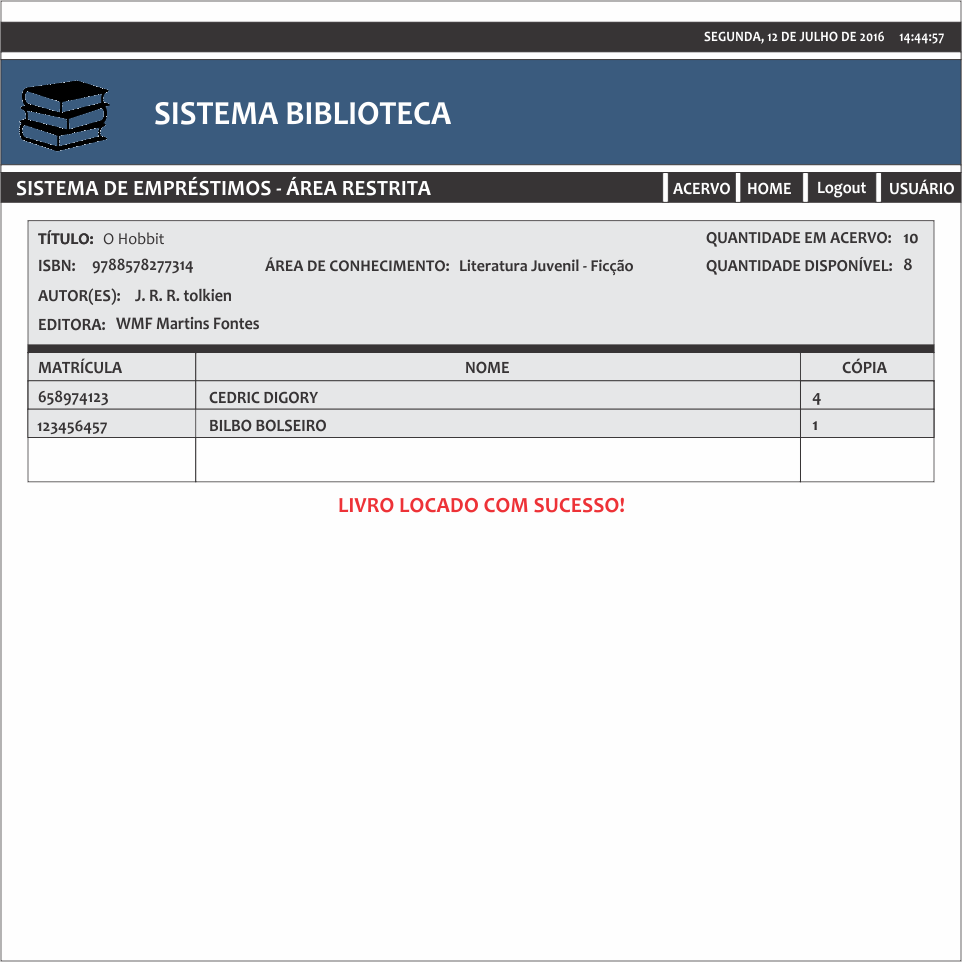 SEGUNDA, 12 DE JULHO DE 2016 14:44:57
SISTEMA BIBLIOTECA
SISTEMA DE EMPRÉSTIMOS - ÁREA RESTRITA ACERVO HOME Logout USUÁRIO
TÍTULO: O Hobbit QUANTIDADE EM ACERVO: 10
ISBN: 9788578277314 ÁREA DE CONHECIMENTO: Literatura Juvenil - Ficção QUANTIDADE DISPONÍVEL: 8
AUTOR(ES): J. R. R. tolkien
EDITORA: WMF Martins Fontes
MATRÍCULA NOME CÓPIA
658974123 CEDRIC DIGORY 4
123456457 BILBO BOLSEIRO 1
LIVRO LOCADO COM SUCESSO!